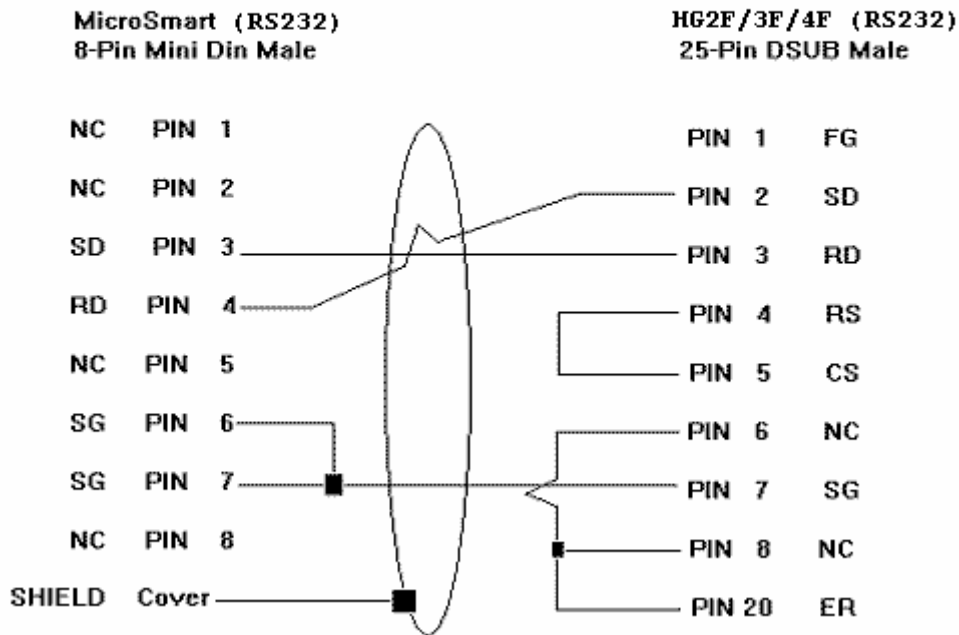 MicroSmart (RS232)
8-Pin Mini Din Male
HG2F/3F/4F (RS232)
25-Pin DSUB Male
NC PIN 1
NC PIN 2
SD PIN 3
RD PIN 4
NC PIN 5
SG PIN 6
SG PIN 7
NC PIN 8
SHIELD Cover
PIN 1 FG
PIN 2 SD
PIN 3 RD
PIN 4 RS
PIN 5 CS
PIN 6 NC
PIN 7 SG
PIN 8 NC
PIN 20 ER